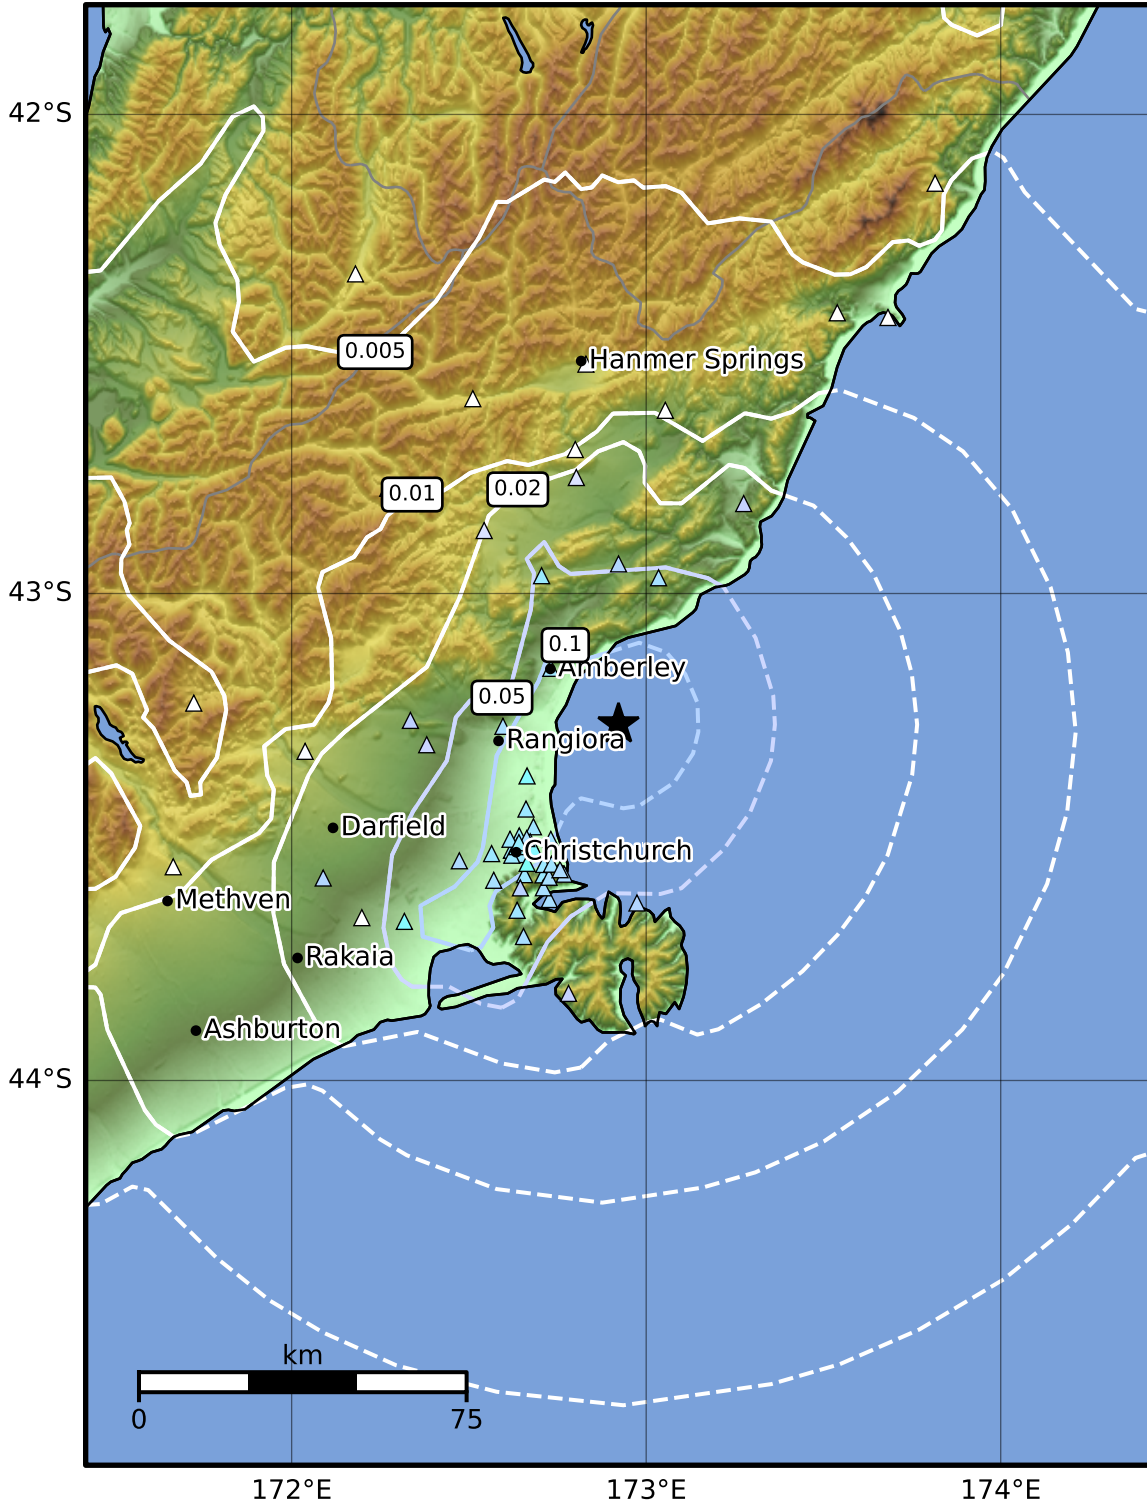 42°S
0.005
Hanmer Springs
0.01
0.02
43°S
0.1
Amberley
0.05
Rangiora
Darfield
Christchurch
Methven
Rakaia
Ashburton
44°S
km
0
75
172°E
173°E
174°E